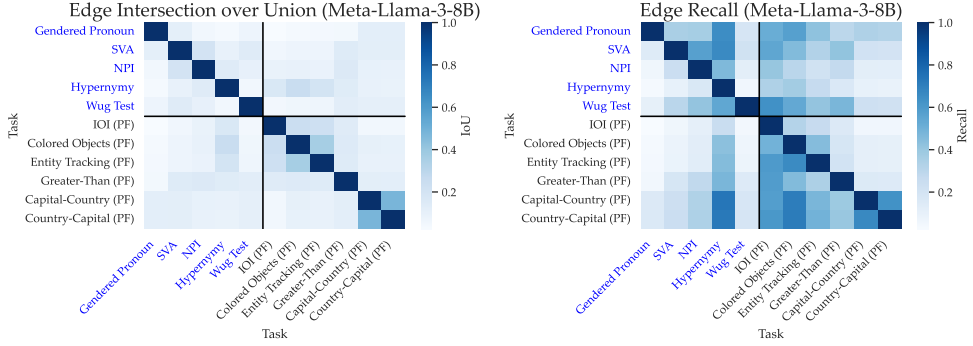 Edge Intersection over Union (Meta-Llama-3-8B)
Gendered Pronoun
SVA
NPI
Hypernymy
Wug Test
IOI (PF)
Colored Objects (PF)
Entity Tracking (PF)
Greater-Than (PF)
Capital-Country (PF)
Country-Capital (PF)
Task
Gendered Pronoun
SVA
NPI
Hypernymy
Wug Test
IOI (PF)
Colored Objects (PF)
Entity Tracking (PF)
Greater-Than (PF)
Capital-Country (PF)
Country-Capital (PF)
Task
1.0
0.8
0.6
0.4
0.2
IoU
Edge Recall (Meta-Llama-3-8B)
Gendered Pronoun
SVA
NPI
Hypernymy
Wug Test
IOI (PF)
Colored Objects (PF)
Entity Tracking (PF)
Greater-Than (PF)
Capital-Country (PF)
Country-Capital (PF)
Task
Gendered Pronoun
SVA
NPI
Hypernymy
Wug Test
IOI (PF)
Colored Objects (PF)
Entity Tracking (PF)
Greater-Than (PF)
Capital-Country (PF)
Country-Capital (PF)
Task
1.0
0.8
0.6
0.4
0.2
Recall